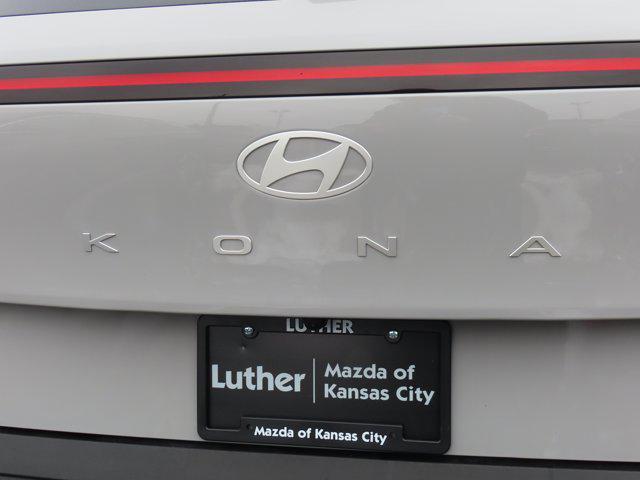 KONA
LUTHER
Luther
Mazda of
Kansas City
Mazda of Kansas City